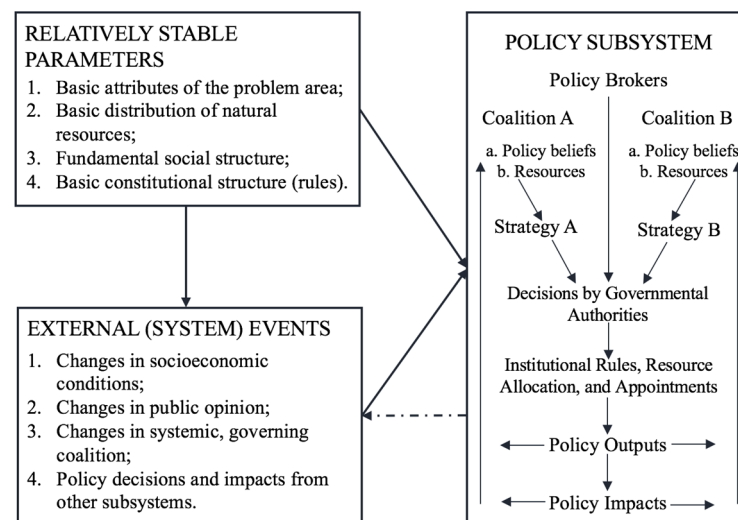 RELATIVELY STABLE
PARAMETERS
1. Basic attributes of the problem area;
2. Basic distribution of natural
resources;
3. Fundamental social structure;
4. Basic constitutional structure (rules).
EXTERNAL (SYSTEM) EVENTS
1. Changes in socioeconomic
conditions;
2. Changes in public opinion;
3. Changes in systemic, governing
coalition;
4. Policy decisions and impacts from
other subsystems.
POLICY SUBSYSTEM
Policy Brokers
Coalition A
a. Policy beliefs
b. Resources
Strategy A
Coalition B
a. Policy beliefs
b. Resources
Strategy B
Decisions by Governmental
Authorities
Institutional Rules, Resource
Allocation, and Appointments
Policy Outputs
Policy Impacts